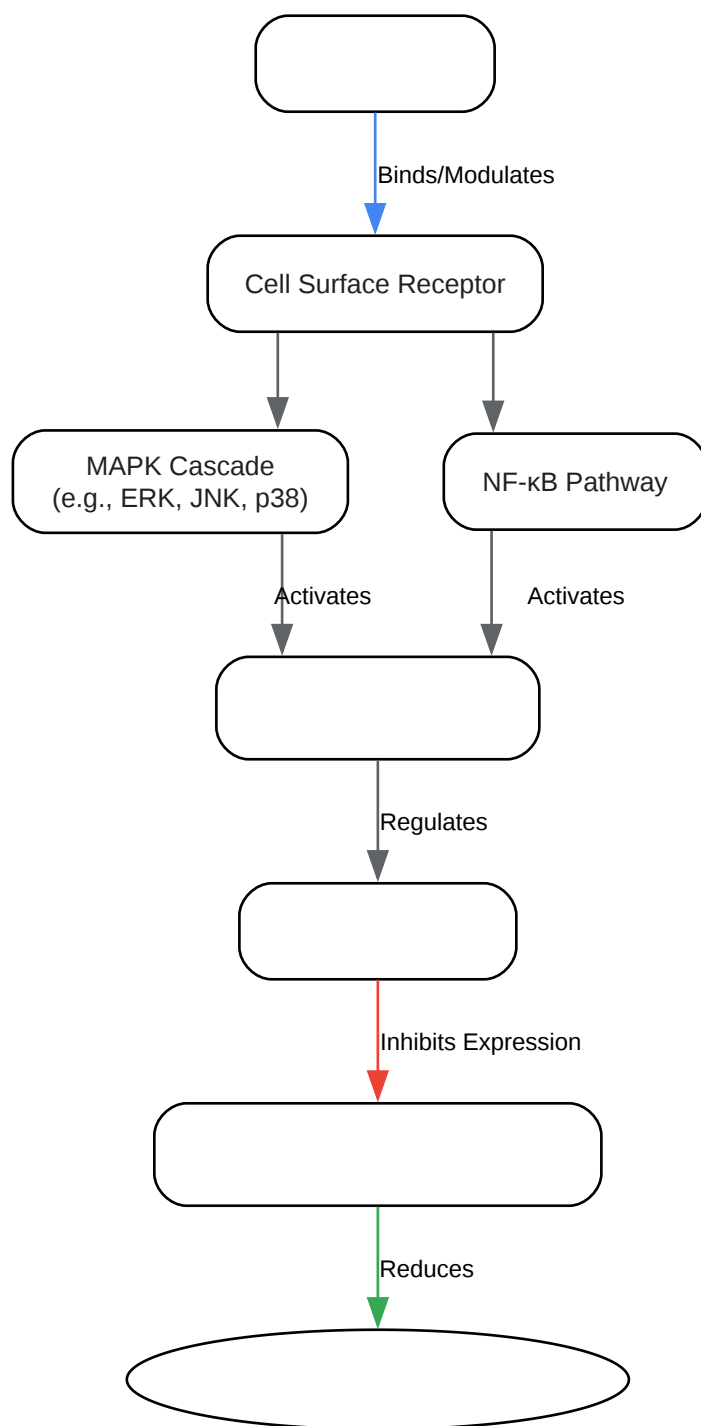 Binds/Modulates
Cell Surface Receptor
MAPK Cascade
(e.g., ERK, JNK, p38)
NF-κB Pathway
Activates
Activates
Regulates
Inhibits Expression
Reduces